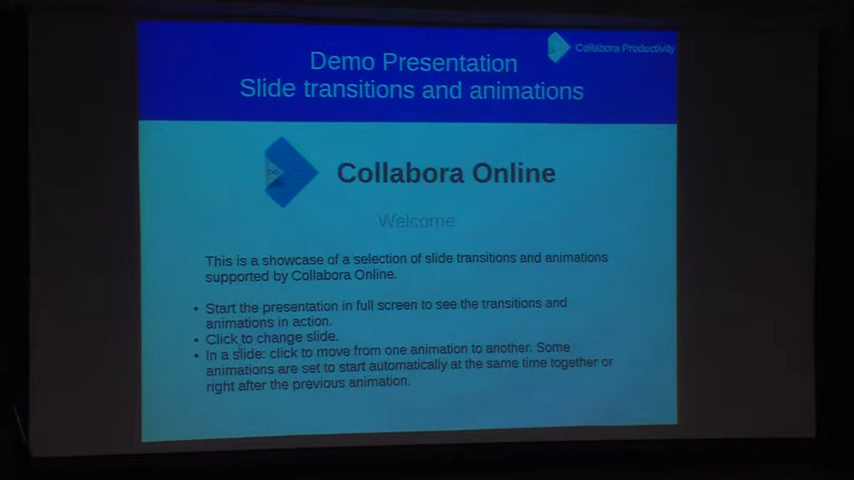 Collabora Productivity
Demo Presentation
Slide transitions and animations
Collabora Online
Welcome
This is a showcase of a selection of slide transitions and animations
supported by Collabora Online.
• Start the presentation in full screen to see the transitions and
animations in action.
• Click to change slide.
• In a slide: click to move from one animation to another. Some
animations are set to start automatically at the same time together or
right after the previous animation.